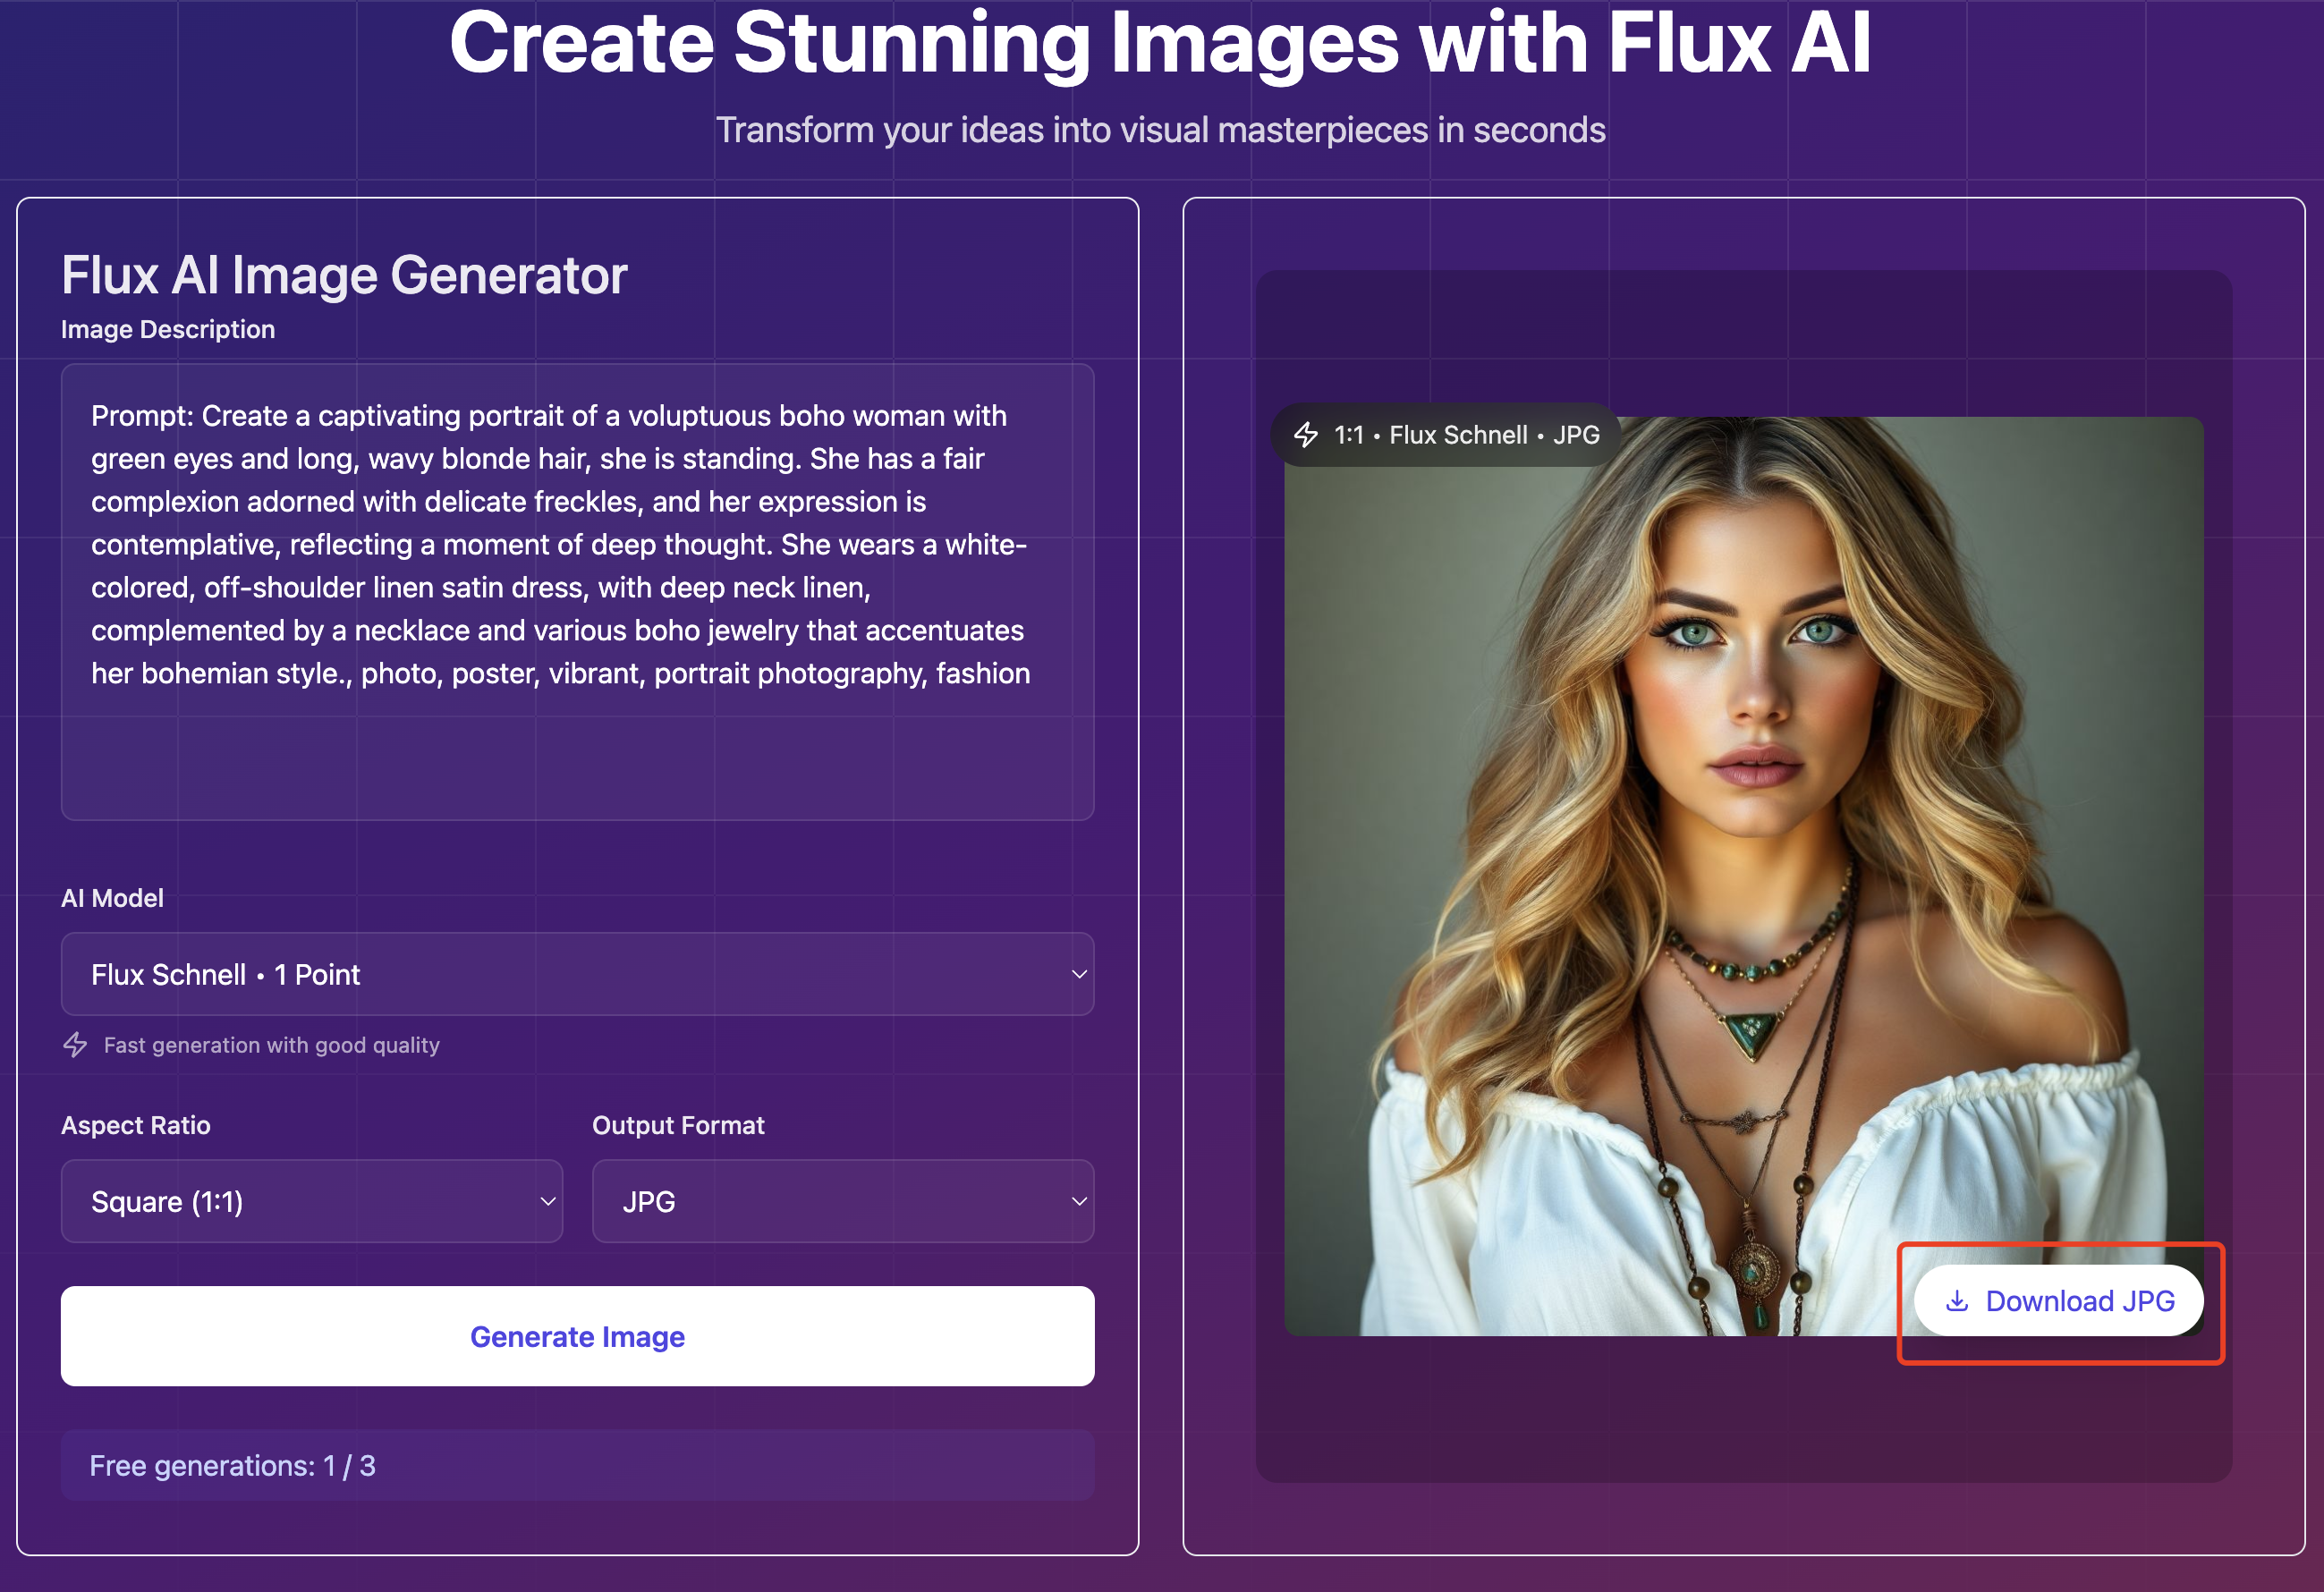 Create Stunning Images with Flux AI
Transform your ideas into visual masterpieces in seconds
Flux AI Image Generator
Image Description
Prompt: Create a captivating portrait of a voluptuous boho woman with
green eyes and long, wavy blonde hair, she is standing. She has a fair
complexion adorned with delicate freckles, and her expression is
contemplative, reflecting a moment of deep thought. She wears a white-
colored, off-shoulder linen satin dress, with deep neck linen,
complemented by a necklace and various boho jewelry that accentuates
her bohemian style., photo, poster, vibrant, portrait photography, fashion
AI Model
Flux Schnell • 1 Point
Fast generation with good quality
Aspect Ratio
Output Format
Square (1:1)
JPG
Generate Image
Free generations: 1 / 3
1:1 • Flux Schnell • JPG
Download JPG